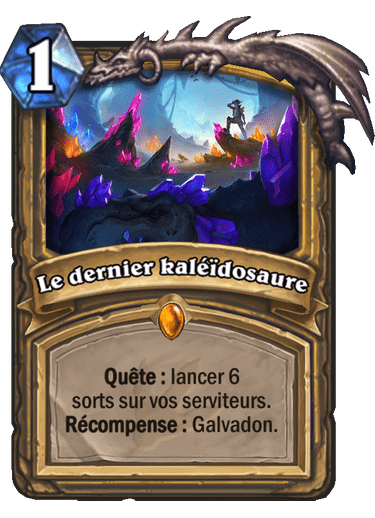 1
Le dernier kaléïdosaure
Quête : lancer 6
sorts sur vos serviteurs.
Récompense : Galvadon.